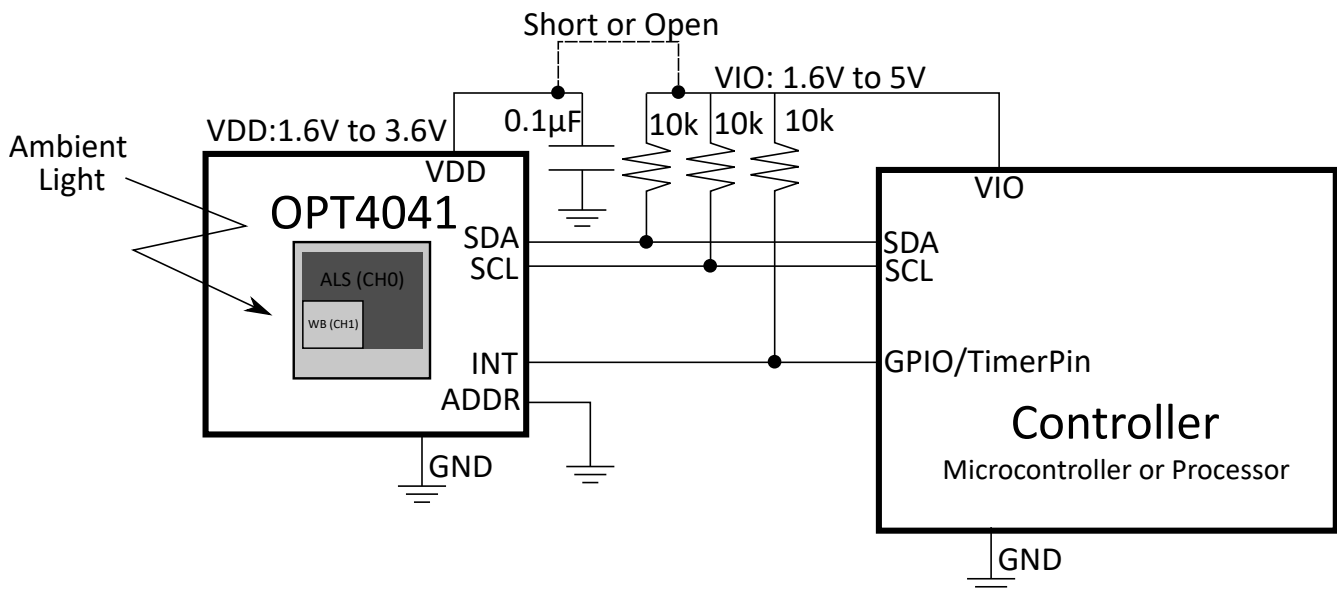 Short or Open
VIO: 1.6V to 5V
0.1µF
10k
10k
10k
VDD:1.6V to 3.6V
Ambient
Light
VDD
VIO
OPT4041
SDA
SCL
SDA
SCL
ALS (CH0)
WB (CH1)
INT
GPIO/TimerPin
ADDR
Controller
GND
Microcontroller or Processor
GND